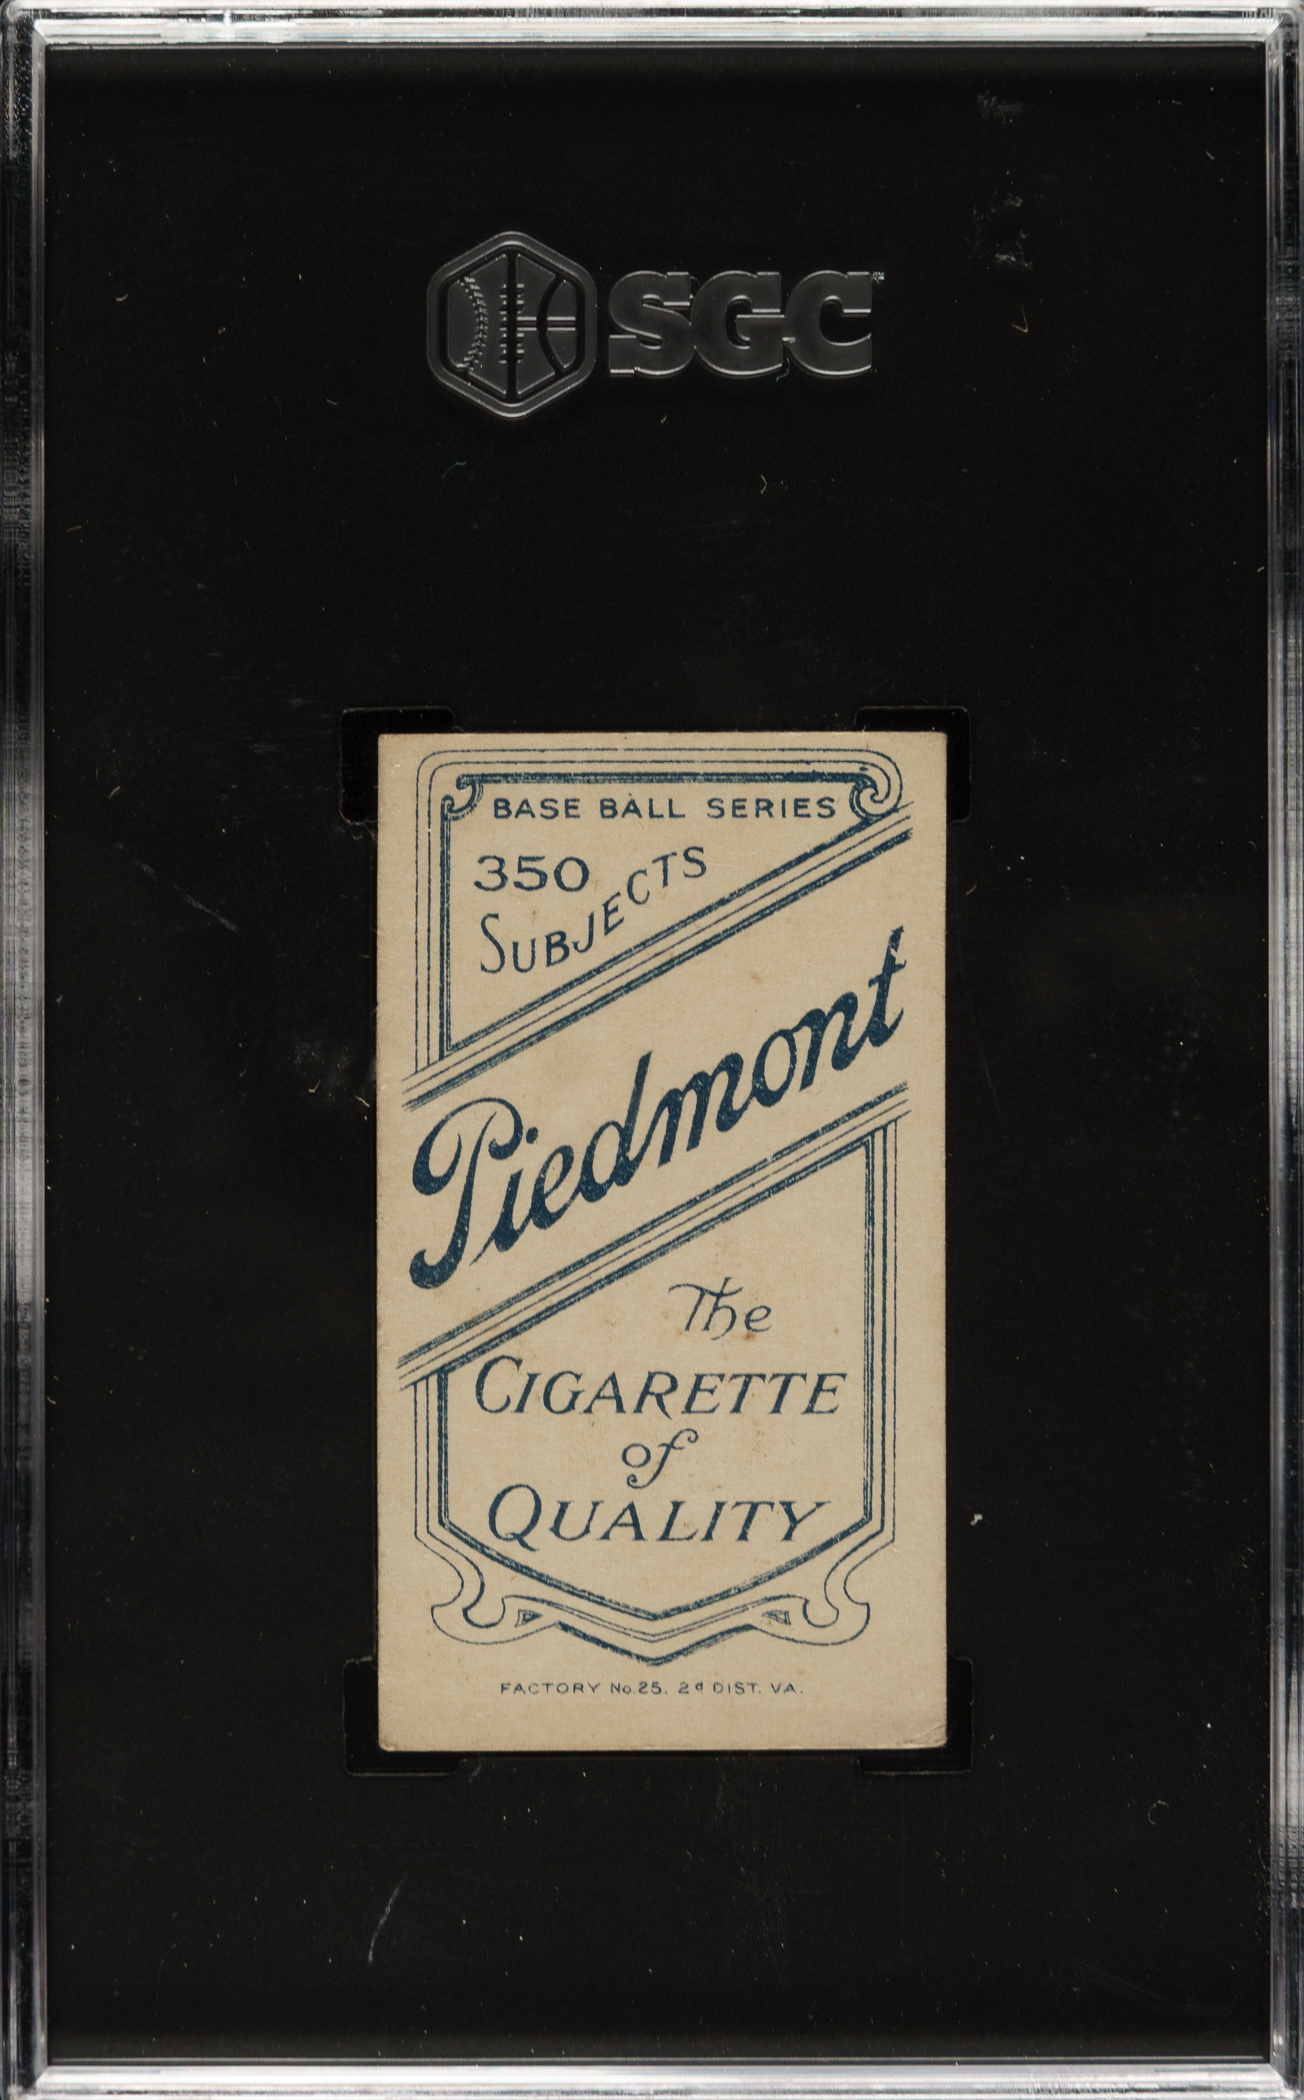 SGC
BASE BALL SERIES
350
SUBJECTS
Piedmont
The
CIGARETTE
of
QUALITY
FACTORY No. 25. 2d DIST. VA.